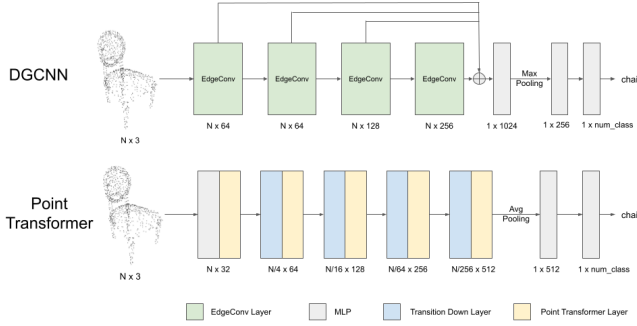 DGCNN
N x 3
EdgeConv
EdgeConv
EdgeConv
EdgeConv
N x 64
N x 64
N x 128
N x 256
1 x 1024
Max
Pooling
1 x 256
1 x num_class
chai
Point
Transformer
N x 3
N x 32
N/4 x 64
N/16 x 128
N/64 x 256
N/256 x 512
Avg
Pooling
1 x 512
1 x num_class
chai
EdgeConv Layer
MLP
Transition Down Layer
Point Transformer Layer